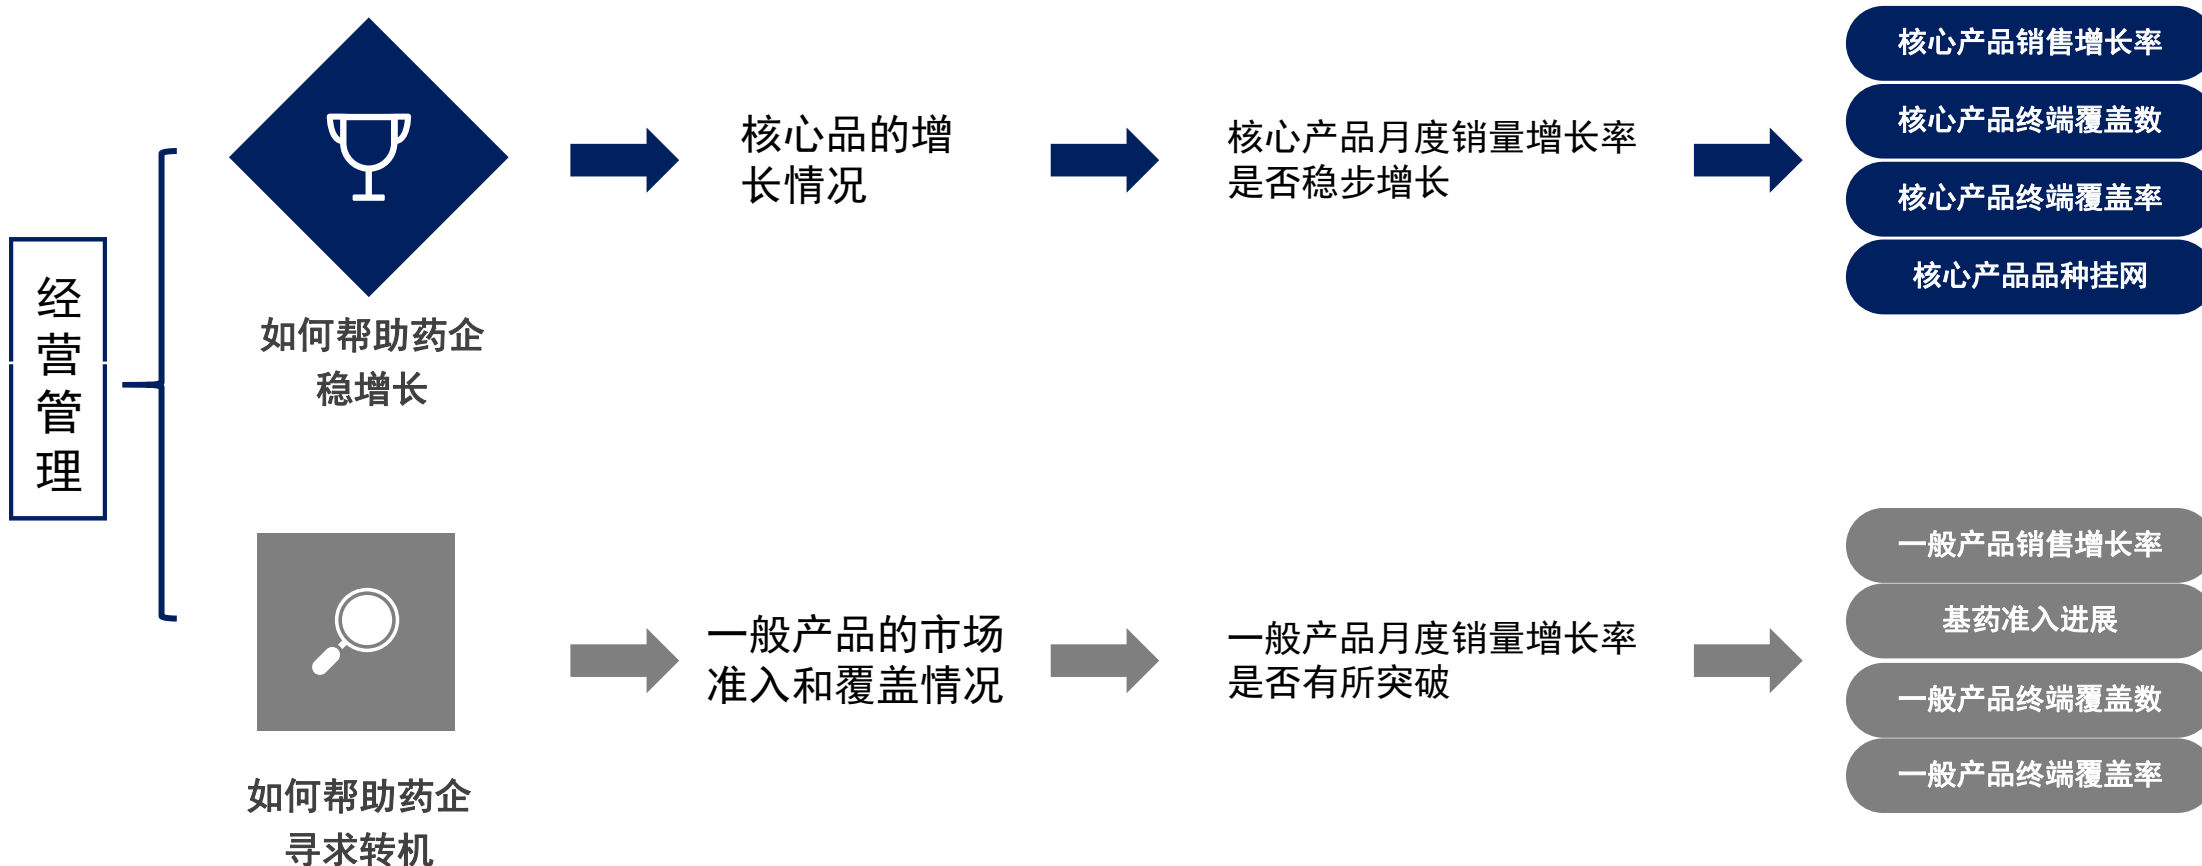 经
营
管
理
如何帮助药企
稳增长
核心品的增
长情况
核心产品月度销量增长率
是否稳步增长
核心产品销售增长率
核心产品终端覆盖数
核心产品终端覆盖率
核心产品品种挂网
如何帮助药企
寻求转机
一般产品的市场
准入和覆盖情况
一般产品月度销量增长率
是否有所突破
一般产品销售增长率
基药准入进展
一般产品终端覆盖数
一般产品终端覆盖率